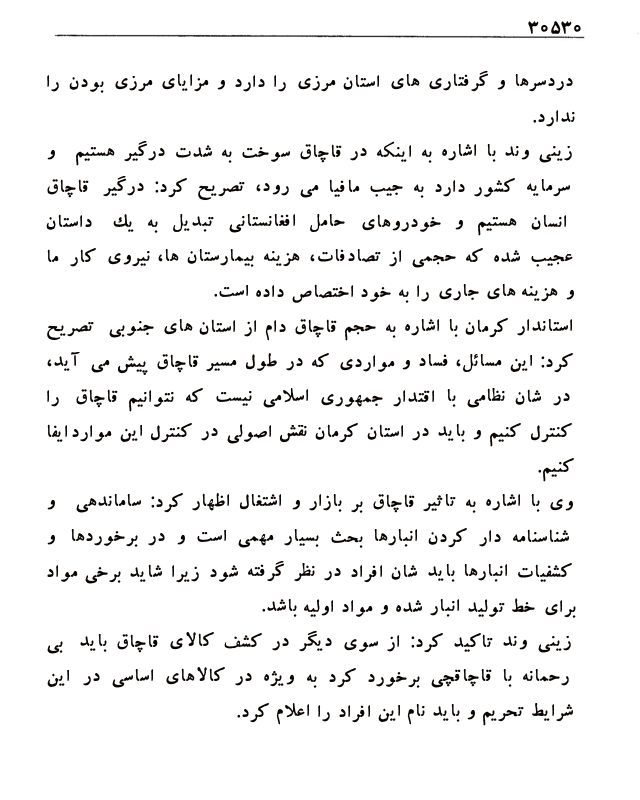 ۳۰۵۳۰
دردسرها و گرفتاری های استان مرزی را دارد و مزایای مرزی بودن را
ندارد.
زینی وند با اشاره به اینکه در قاچاق سوخت به شدت درگیر هستیم و
سرمایه کشور دارد به جیب مافیا می رود، تصریح کرد: درگیر قاچاق
انسان هستیم و خودروهای حامل افغانستانی تبدیل به یك داستان
عجیب شده که حجمی از تصادفات، هزینه بیمارستان ها، نیروی کار ما
و هزینه های جاری را به خود اختصاص داده است.
استاندار کرمان با اشاره به حجم قاچاق دام از استان های جنوبی تصریح
کرد: این مسائل، فساد و مواردی که در طول مسیر قاچاق پیش می آید،
در شان نظامی با اقتدار جمهوری اسلامی نیست که نتوانیم قاچاق را
کنترل کنیم و باید در استان کرمان نقش اصولی در کنترل این موارد ایفا
کنیم.
وی با اشاره به تاثیر قاچاق بر بازار و اشتغال اظهار کرد: ساماندهی و
شناسنامه دار کردن انبارها بحث بسیار مهمی است و در برخوردها و
کشفیات انبارها باید شان افراد در نظر گرفته شود زیرا شاید برخی مواد
برای خط تولید انبار شده و مواد اولیه باشد.
زینی وند تاکید کرد: از سوی دیگر در کشف کالای قاچاق باید بی
رحمانه با قاچاقچی برخورد کرد به ویژه در کالاهای اساسی در این
شرایط تحریم و باید نام این افراد را اعلام کرد.